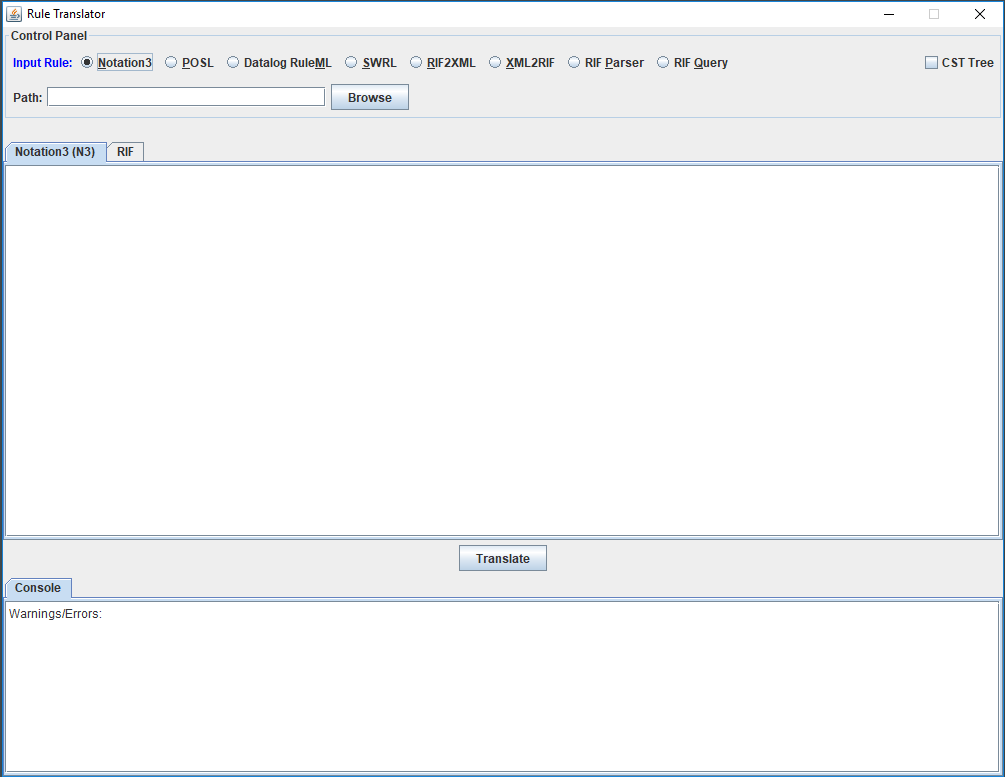 Rule Translator
Control Panel
Input Rule: Notation3 POSL Datalog RuleML SWRL RIF2XML XML2RIF RIF Parser RIF Query CST Tree
Path: Browse
Notation3 (N3) RIF
Translate
Console
Warnings/Errors: